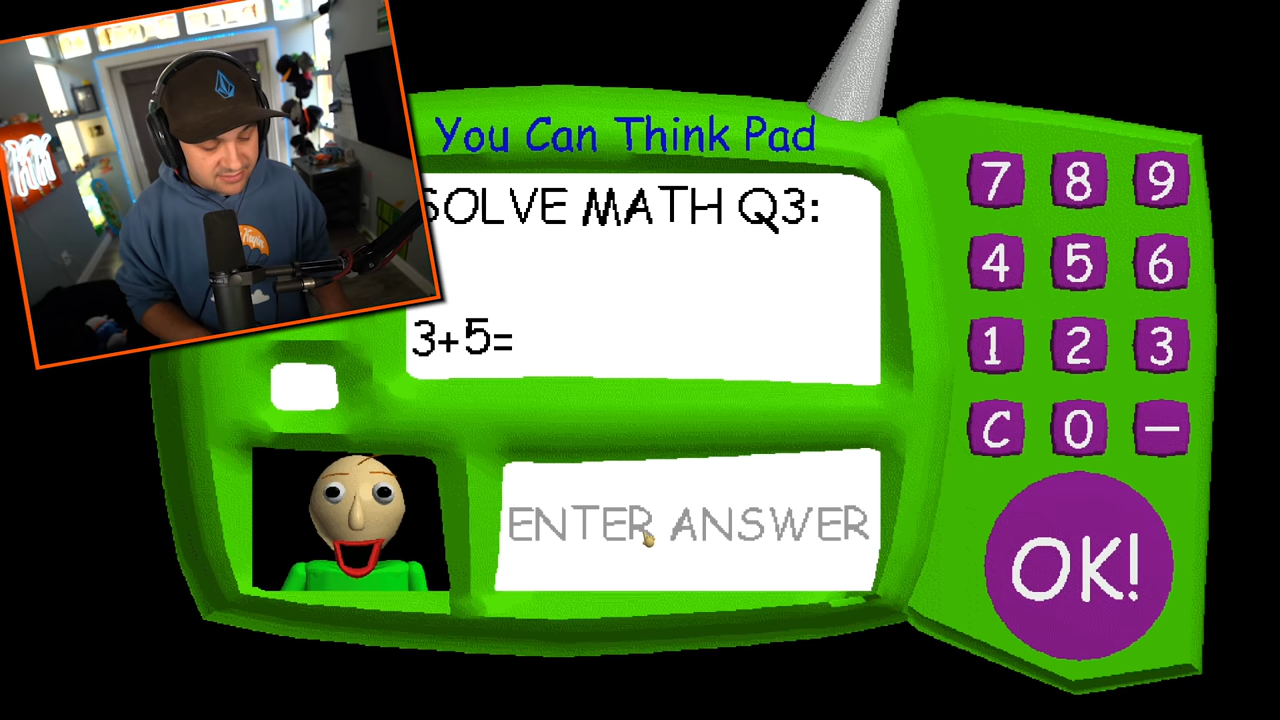 You Can Think Pad
SOLVE MATH Q3:
3+5=
ENTER ANSWER
7 8 9
4 5 6
1 2 3
C 0 —
OK!